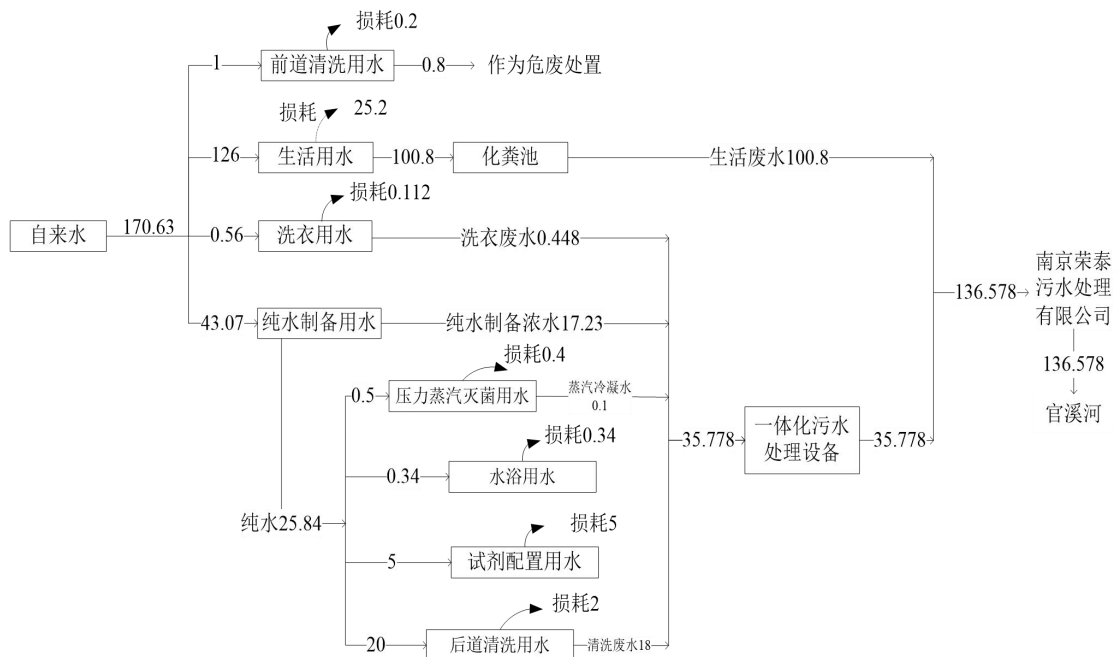 损耗0.2
1
前道清洗用水
0.8
作为危废处置
损耗
25.2
126
生活用水
100.8
化粪池
生活废水100.8
损耗0.112
自来水
170.63
0.56
洗衣用水
洗衣废水0.448
43.07
纯水制备用水
纯水制备浓水17.23
136.578
南京荣泰
污水处理
有限公司
136.578
官溪河
损耗0.4
0.5
压力蒸汽灭菌用水
蒸汽冷凝水
0.1
损耗0.34
0.34
水浴用水
35.778
一体化污水
处理设备
35.778
纯水25.84
损耗5
5
试剂配置用水
损耗2
20
后道清洗用水
清洗废水18